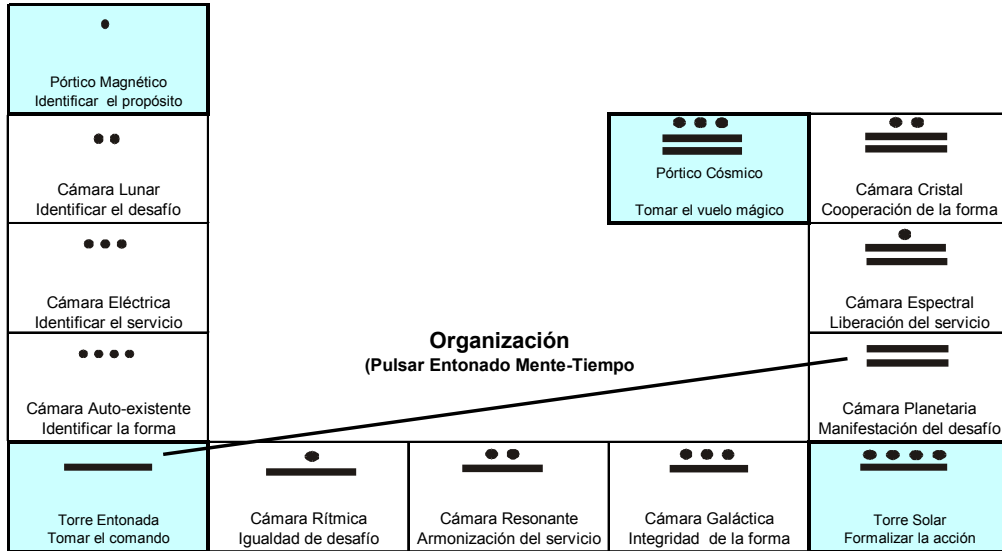 Pórtico Magnético
Identificar el propósito
Cámara Lunar
Identificar el desafío
Cámara Eléctrica
Identificar el servicio
Cámara Auto-existente
Identificar la forma
Torre Entonada
Tomar el comando
Cámara Rítmica
Igualdad de desafío
Cámara Resonante
Armonización del servicio
Cámara Galáctica
Integridad de la forma
Torre Solar
Formalizar la acción
Cámara Planetaria
Manifestación del desafío
Cámara Espectral
Liberación del servicio
Cámara Cristal
Cooperación de la forma
Pórtico Cósmico
Tomar el vuelo mágico
Organización
(Pulsar Entonado Mente-Tiempo